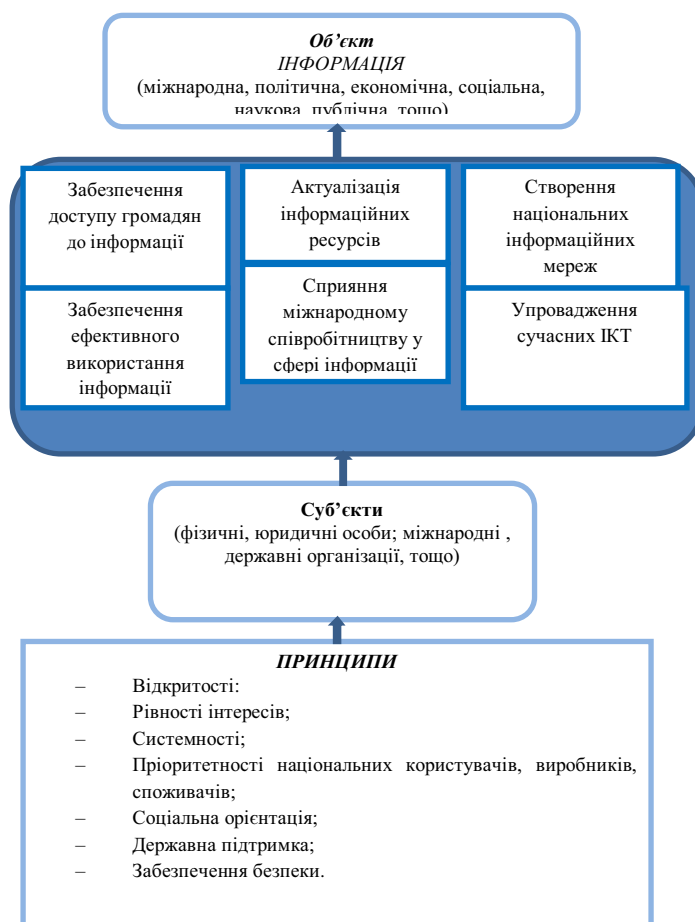 Об’єкт
ІНФОРМАЦІЯ
(міжнародна, політична, економічна, соціальна,
наукова, публічна, тощо)
Забезпечення
доступу громадян
до інформації
Актуалізація
інформаційних
ресурсів
Створення
національних
інформаційних
мереж
Забезпечення
ефективного
використання
інформації
Сприяння
міжнародному
співробітництву у
сфері інформації
Упровадження
сучасних ІКТ
Суб’єкти
(фізичні, юридичні особи; міжнародні ,
державні організації, тощо)
ПРИНЦИПИ
– Відкритості:
– Рівності інтересів;
– Системності;
– Пріоритетності національних користувачів, виробників,
споживачів;
– Соціальна орієнтація;
– Державна підтримка;
– Забезпечення безпеки.